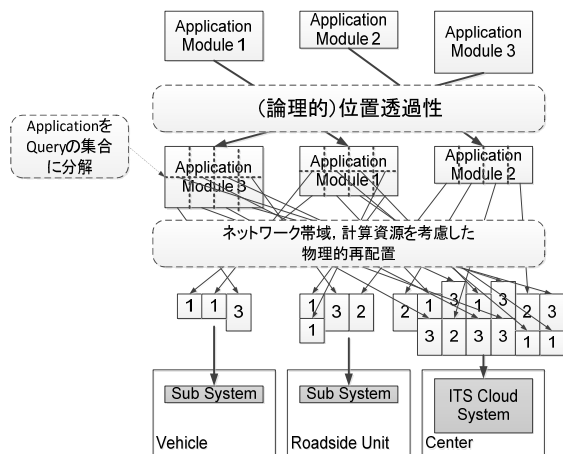 Application
Module 1
Application
Module 2
Application
Module 3
(論理的)位置透過性
Applicationを
Queryの集合
に分解
Application
Module 3
Application
Module 1
Application
Module 2
ネットワーク帯域，計算資源を考慮した
物理的再配置
1 1 3
1 3 2
1
2 1 3 1 3 2 3
3 2 3 3 1 1
Sub System
Vehicle
Sub System
Roadside Unit
ITS Cloud
System
Center